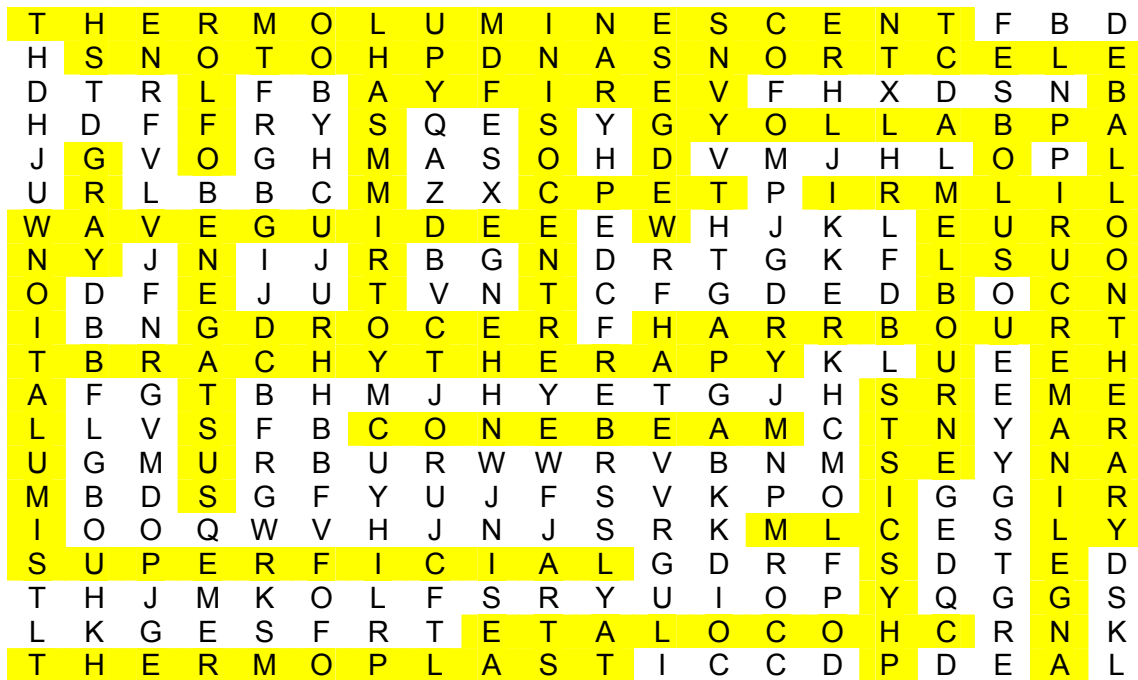 T H E R M O L U M I N E S C E N T F B D
H S N O T O H P D N A S N O R T C E L E
D T R L F B A Y F I R E V F H X D S N B
H D F F R Y S Q E S Y G Y O L L A B P A
J G V O G H M A S O H D V M J H L O P L
U R L B B C M Z X C P E T P I R M L I L
W A V E G U I D E E E W H J K L E U R O
N Y J N I J R B G N D R T G K F L S U O
O D F E J U T V N T C F G D E D B O C N
I B N G D R O C E R F H A R R B O U R T
T B R A C H Y T H E R A P Y K L U E E H
A F G T B H M J H Y E T G J H S R E M E
L L V S F B C O N E B E A M C T N Y A R
U G M U R B U R W W R V B N M S E Y N A
M B D S G F Y U J F S V K P O I G G I R
I O O Q W V H J N J S R K M L C E S L Y
S U P E R F I C I A L G D R F S D T E D
T H J M K O L F S R Y U I O P Y Q G G S
L K G E S F R T E T A L O C O H C R N K
T H E R M O P L A S T I C C D P D E A L